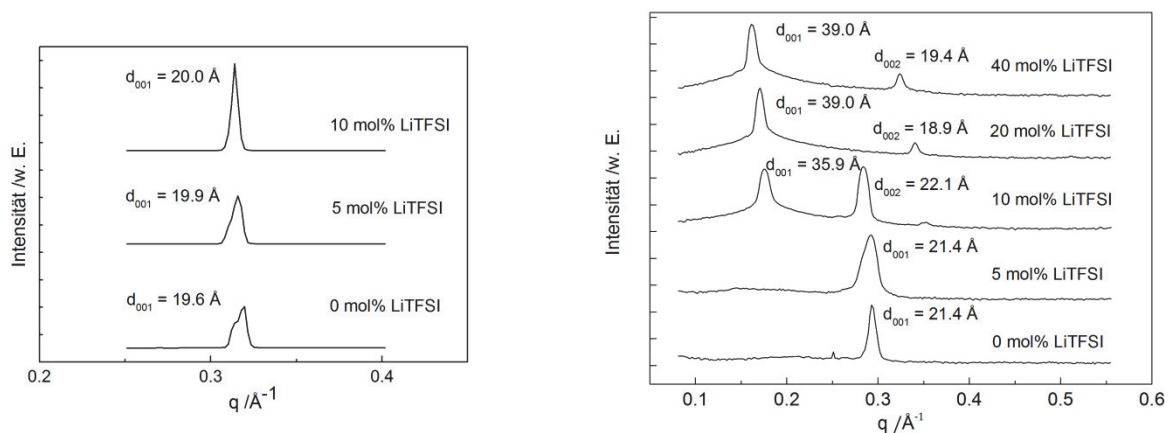 Intensität /w. E.
d001 = 20.0 Å
10 mol% LiTFSI
d001 = 19.9 Å
5 mol% LiTFSI
d001 = 19.6 Å
0 mol% LiTFSI
0.2 0.3 0.4
q /Å-1
Intensität /w. E.
d001 = 39.0 Å
d002 = 19.4 Å
40 mol% LiTFSI
d001 = 39.0 Å
d002 = 18.9 Å
20 mol% LiTFSI
d001 = 35.9 Å
d002 = 22.1 Å
10 mol% LiTFSI
d001 = 21.4 Å
5 mol% LiTFSI
d001 = 21.4 Å
0 mol% LiTFSI
0.1 0.2 0.3 0.4 0.5 0.6
q /Å-1